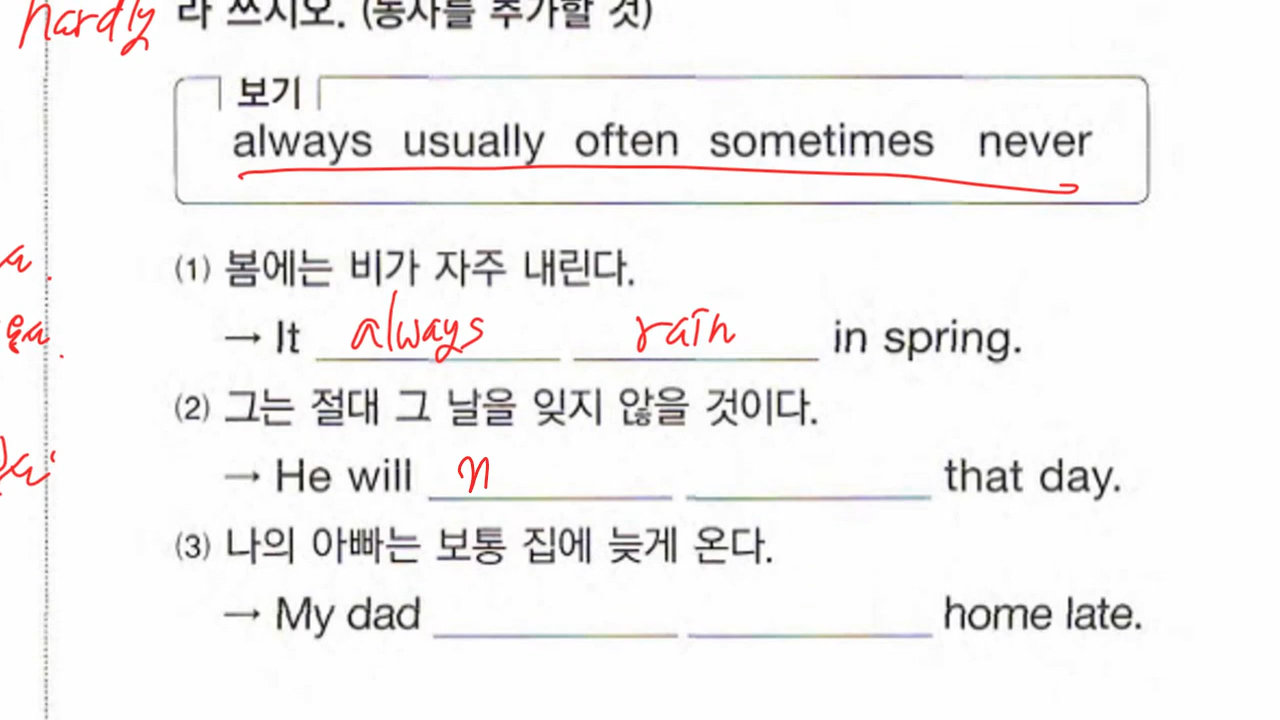 hardly 라 쓰시오. (동사를 추가할 것)
보기
always usually often sometimes never
(1) 봄에는 비가 자주 내린다.
→ It always rain in spring.
(2) 그는 절대 그 날을 잊지 않을 것이다.
→ He will n that day.
(3) 나의 아빠는 보통 집에 늦게 온다.
→ My dad home late.